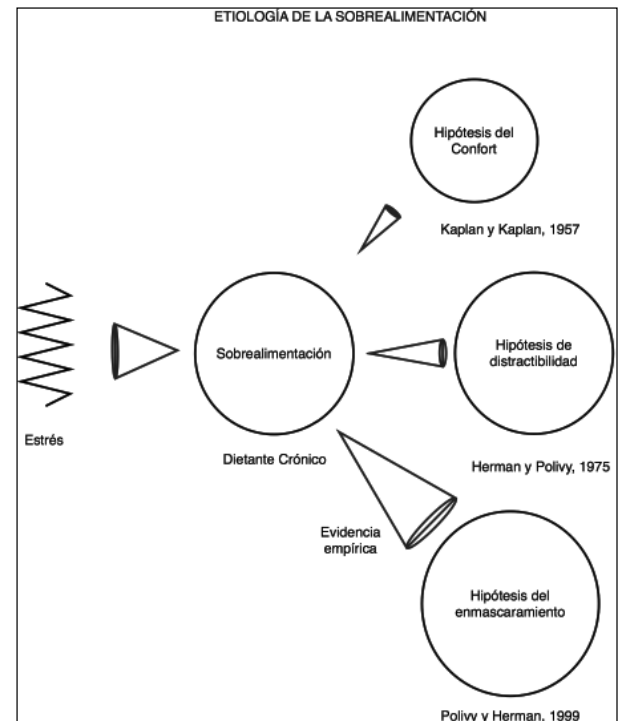 ETIOLOGÍA DE LA SOBREALIMENTACIÓN
Hipótesis del
Confort
Kaplan y Kaplan, 1957
Sobrealimentación
Hipótesis de
distractibilidad
Estrés
Dietante Crónico
Herman y Polivy, 1975
Evidencia
empírica
Hipótesis del
enmascaramiento
Polivy y Herman, 1999